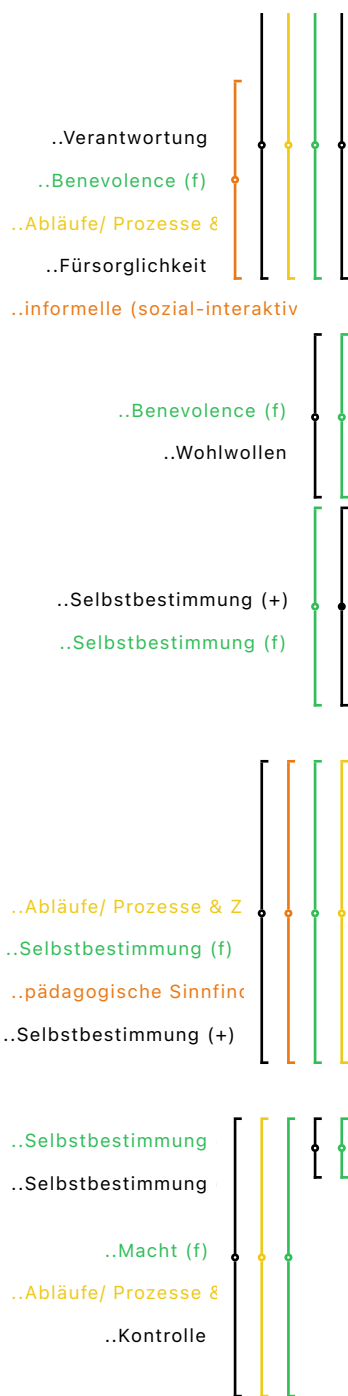 ..Verantwortung
..Benevolence (f)
..Abläufe/ Prozesse &
..Fürsorglichkeit
..informelle (sozial-interaktiv
..Benevolence (f)
..Wohlwollen
..Selbstbestimmung (+)
..Selbstbestimmung (f)
..Abläufe/ Prozesse & Z
..Selbstbestimmung (f)
..pädagogische Sinnfind
..Selbstbestimmung (+)
..Selbstbestimmung
..Selbstbestimmung
..Macht (f)
..Abläufe/ Prozesse &
..Kontrolle